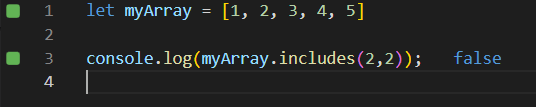 1 let myArray = [1, 2, 3, 4, 5]
2
3 console.log(myArray.includes(2,2)); false
4